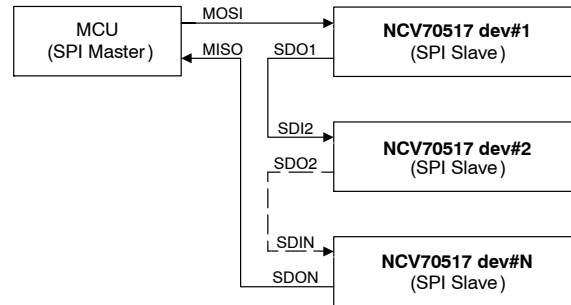 MCU
(SPI Master)
MOSI
MISO
NCV70517 dev#1
(SPI Slave)
SDO1
SDI2
NCV70517 dev#2
(SPI Slave)
SDO2
SDIN
NCV70517 dev#N
(SPI Slave)
SDON